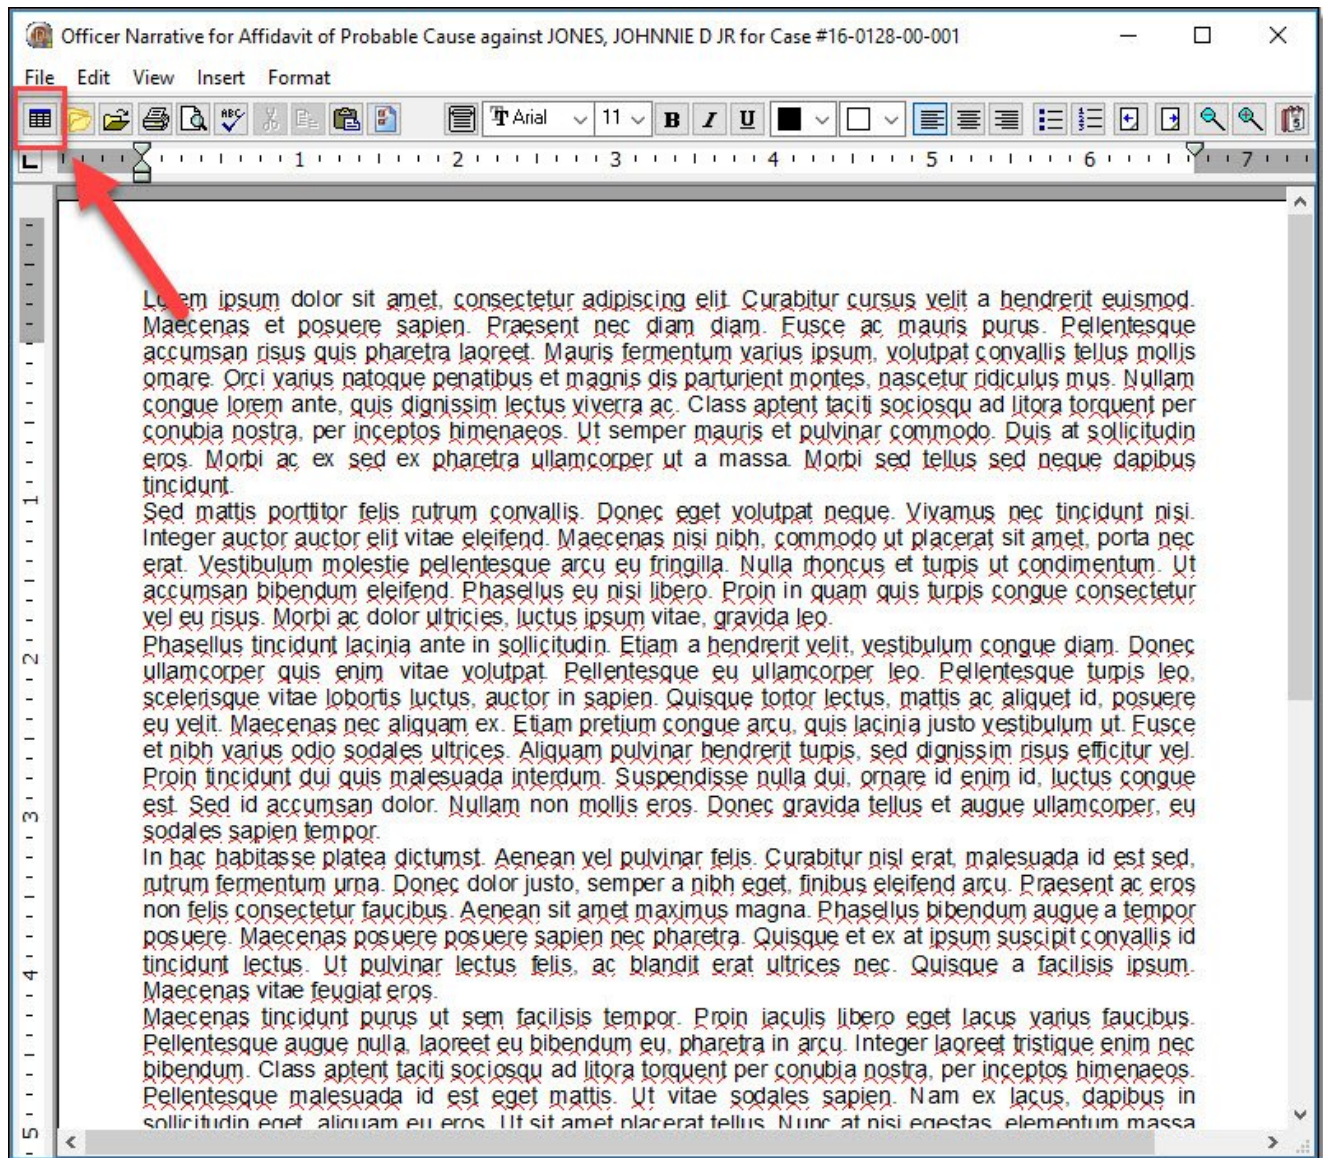 Officer Narrative for Affidavit of Probable Cause against JONES, JOHNNIE D JR for Case #16-0128-00-001
File Edit View Insert Format
ABC Arial 11 B I U
L 1 2 3 4 5 6 7
Lorem ipsum dolor sit amet, consectetur adipiscing elit. Curabitur cursus velit a hendrerit euismod.
Maecenas et posuere sapien. Praesent nec diam diam. Fusce ac mauris purus. Pellentesque
accumsan risus quis pharetra laoreet. Mauris fermentum varius ipsum, volutpat convallis tellus mollis
ornare. Orci varius natoque penatibus et magnis dis parturient montes, nascetur ridiculus mus. Nullam
congue lorem ante, quis dignissim lectus viverra ac. Class aptent taciti sociosqu ad litora torquent per
conubia nostra, per inceptos himenaeos. Ut semper mauris et pulvinar commodo. Duis at sollicitudin
eros. Morbi ac ex sed ex pharetra ullamcorper ut a massa. Morbi sed tellus sed neque dapibus
tincidunt.
Sed mattis porttitor felis rutrum convallis. Donec eget volutpat neque. Vivamus nec tincidunt nisi.
Integer auctor auctor elit vitae eleifend. Maecenas nisi nibh, commodo ut placerat sit amet, porta nec
erat. Vestibulum molestie pellentesque arcu eu fringilla. Nulla rhoncus et turpis ut condimentum. Ut
accumsan bibendum eleifend. Phasellus eu nisi libero. Proin in quam quis turpis congue consectetur
vel eu risus. Morbi ac dolor ultricies, luctus ipsum vitae, gravida leo.
Phasellus tincidunt lacinia ante in sollicitudin. Etiam a hendrerit velit, vestibulum congue diam. Donec
ullamcorper quis enim vitae volutpat. Pellentesque eu ullamcorper leo. Pellentesque turpis leo,
scelerisque vitae lobortis luctus, auctor in sapien. Quisque tortor lectus, mattis ac aliquet id, posuere
eu velit. Maecenas nec aliquam ex. Etiam pretium congue arcu, quis lacinia justo vestibulum ut. Fusce
et nibh varius odio sodales ultrices. Aliquam pulvinar hendrerit turpis, sed dignissim risus efficitur vel.
Proin tincidunt dui quis malesuada interdum. Suspendisse nulla dui, ornare id enim id, luctus congue
est. Sed id accumsan dolor. Nullam non mollis eros. Donec gravida tellus et augue ullamcorper, eu
sodales sapien tempor.
In hac habitasse platea dictumst. Aenean vel pulvinar felis. Curabitur nisl erat, malesuada id est sed,
rutrum fermentum urna. Donec dolor justo, semper a nibh eget, finibus eleifend arcu. Praesent ac eros
non felis consectetur faucibus. Aenean sit amet maximus magna. Phasellus bibendum augue a tempor
posuere. Maecenas posuere posuere sapien nec pharetra. Quisque et ex at ipsum suscipit convallis id
tincidunt lectus. Ut pulvinar lectus felis, ac blandit erat ultrices nec. Quisque a facilisis ipsum.
Maecenas vitae feugiat eros.
Maecenas tincidunt purus ut sem facilisis tempor. Proin iaculis libero eget lacus varius faucibus.
Pellentesque augue nulla, laoreet eu bibendum eu, pharetra in arcu. Integer laoreet tristique enim nec
bibendum. Class aptent taciti sociosqu ad litora torquent per conubia nostra, per inceptos himenaeos.
Pellentesque malesuada id est eget mattis. Ut vitae sodales sapien. Nam ex lacus, dapibus in
sollicitudin eget, aliquam eu eros. Ut sit amet placerat tellus. Nunc at nisi egestas, elementum massa
1
2
3
4
5